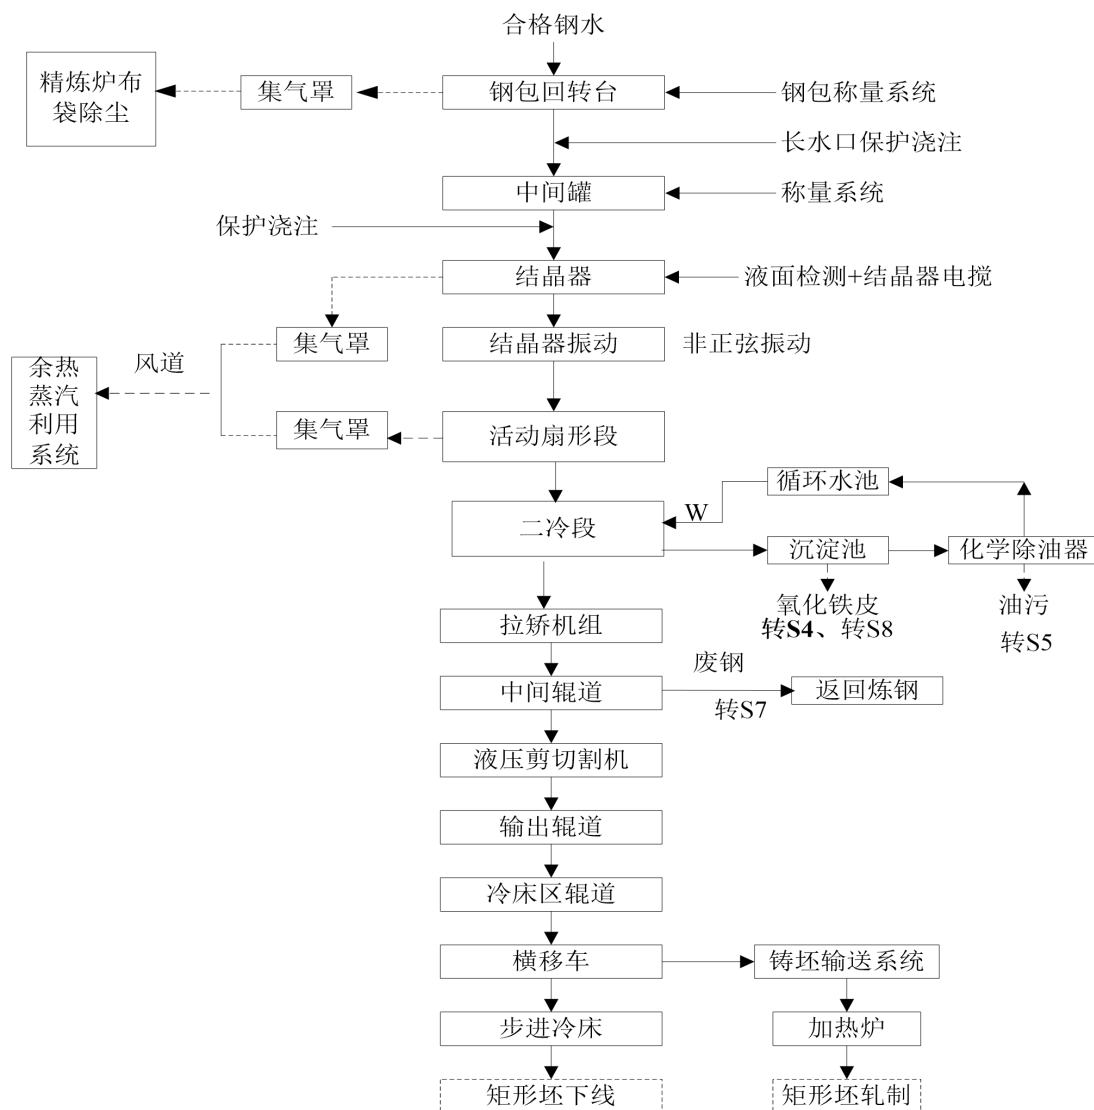 合格钢水
精炼炉布
袋除尘
集气罩
钢包回转台
钢包称量系统
长水口保护浇注
中间罐
称量系统
保护浇注
结晶器
液面检测+结晶器电搅
集气罩
结晶器振动
非正弦振动
余热
蒸汽
利用
系统
风道
集气罩
活动扇形段
循环水池
W
二冷段
沉淀池
化学除油器
氧化铁皮
转S4、转S8
油污
转S5
拉矫机组
废钢
中间辊道
返回炼钢
转S7
液压剪切割机
输出辊道
冷床区辊道
横移车
铸坯输送系统
步进冷床
加热炉
矩形坯下线
矩形坯轧制